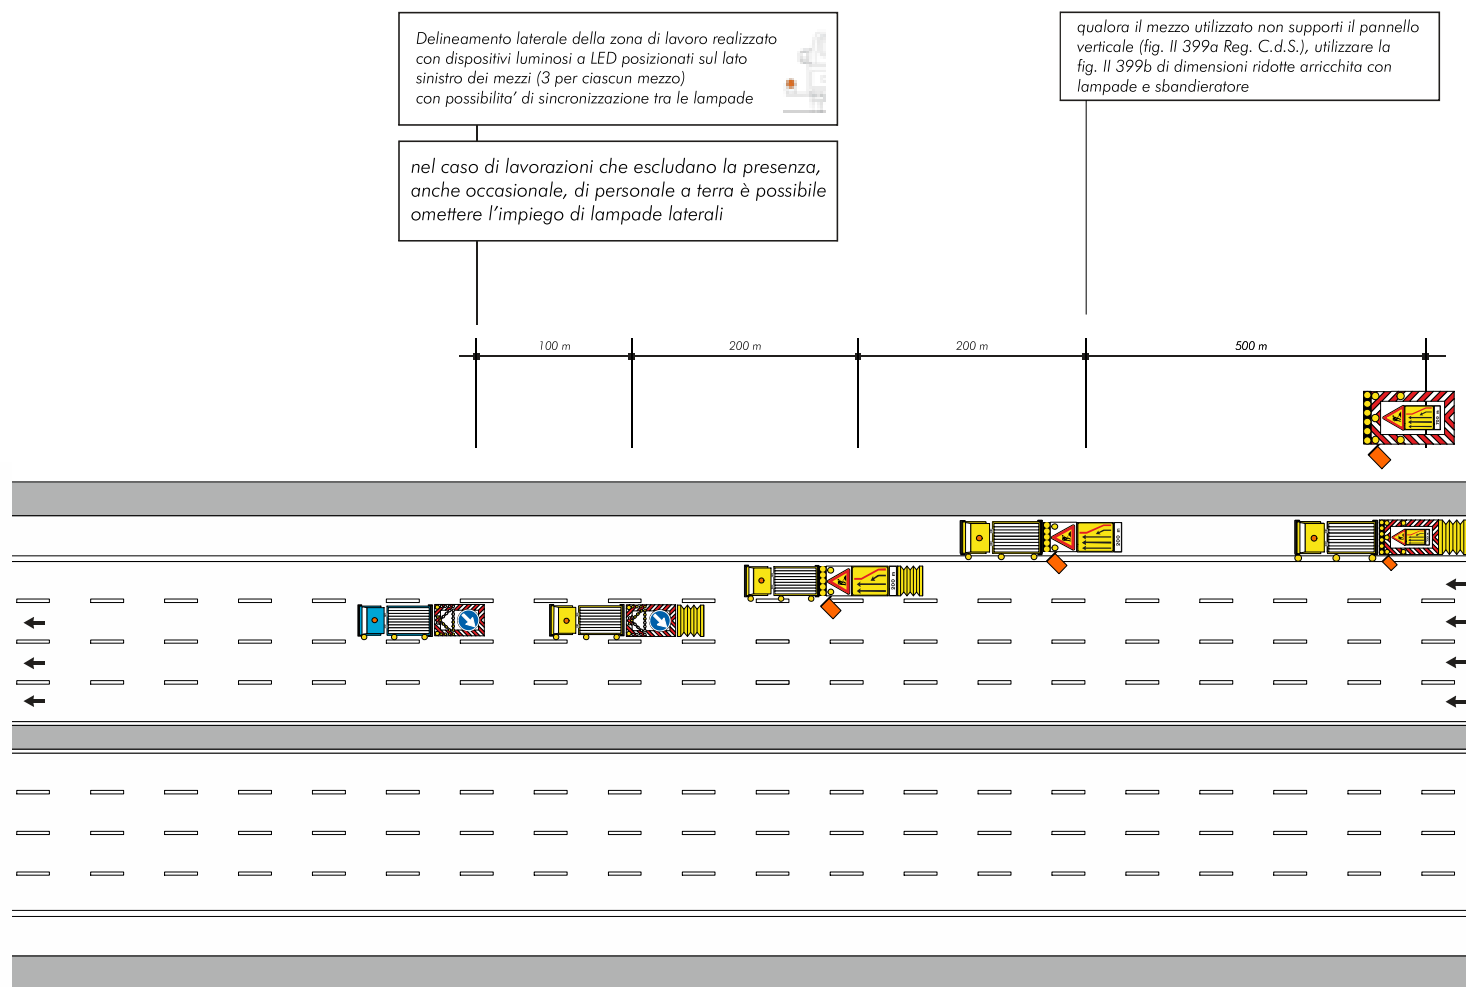 Delineamento laterale della zona di lavoro realizzato
con dispositivi luminosi a LED posizionati sul lato
sinistro dei mezzi (3 per ciascun mezzo)
con possibilita' di sincronizzazione tra le lampade
nel caso di lavorazioni che escludano la presenza,
anche occasionale, di personale a terra è possibile
omettere l'impiego di lampade laterali
qualora il mezzo utilizzato non supporti il pannello
verticale (fig. II 399a Reg. C.d.S.), utilizzare la
fig. II 399b di dimensioni ridotte arricchita con
lampade e sbandieratore
100 m
200 m
200 m
500 m
200 m
200 m